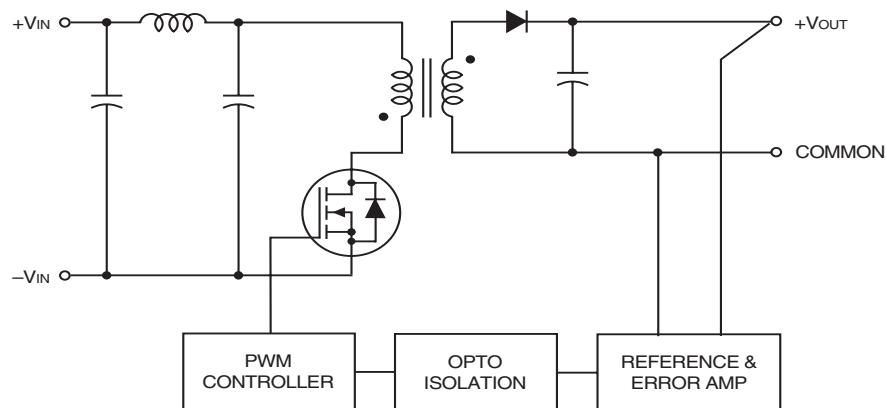 +VIN
+VOUT
COMMON
–VIN
PWM
CONTROLLER
OPTO
ISOLATION
REFERENCE &
ERROR AMP